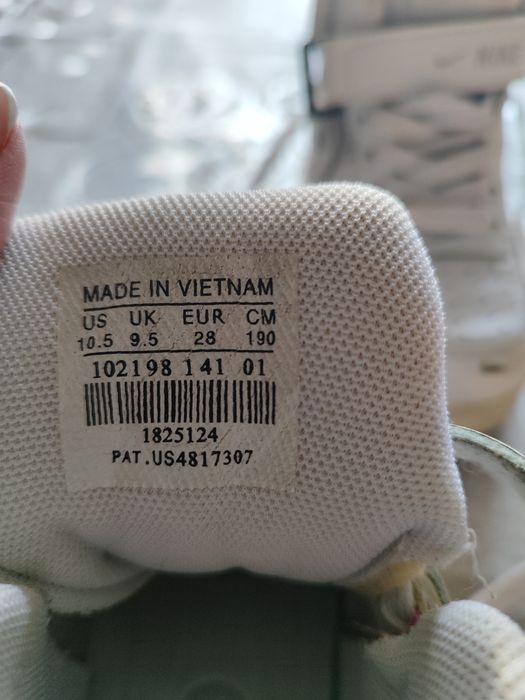 NIKE
MADE IN VIETNAM
US UK EUR CM
10.5 9.5 28 190
102198 141 01
1825124
PAT.US4817307